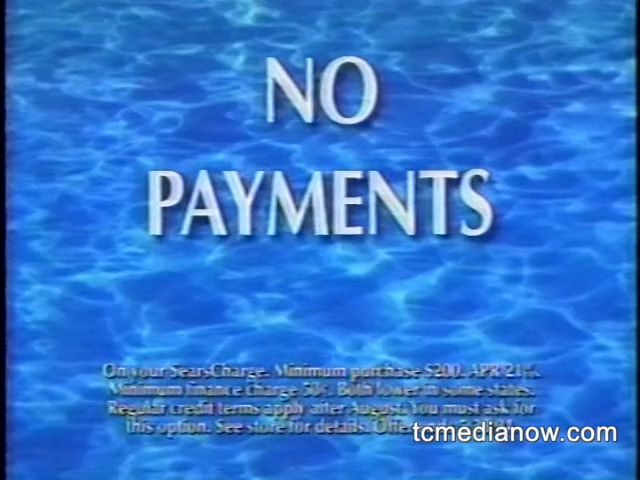 NO
PAYMENTS
On your SearsCharge. Minimum purchase $200. APR 21%.
Minimum finance charge 50¢. Both lower in some states.
Regular credit terms apply after August. You must ask for
this option. See store for details. Offer
tcmedianow.com